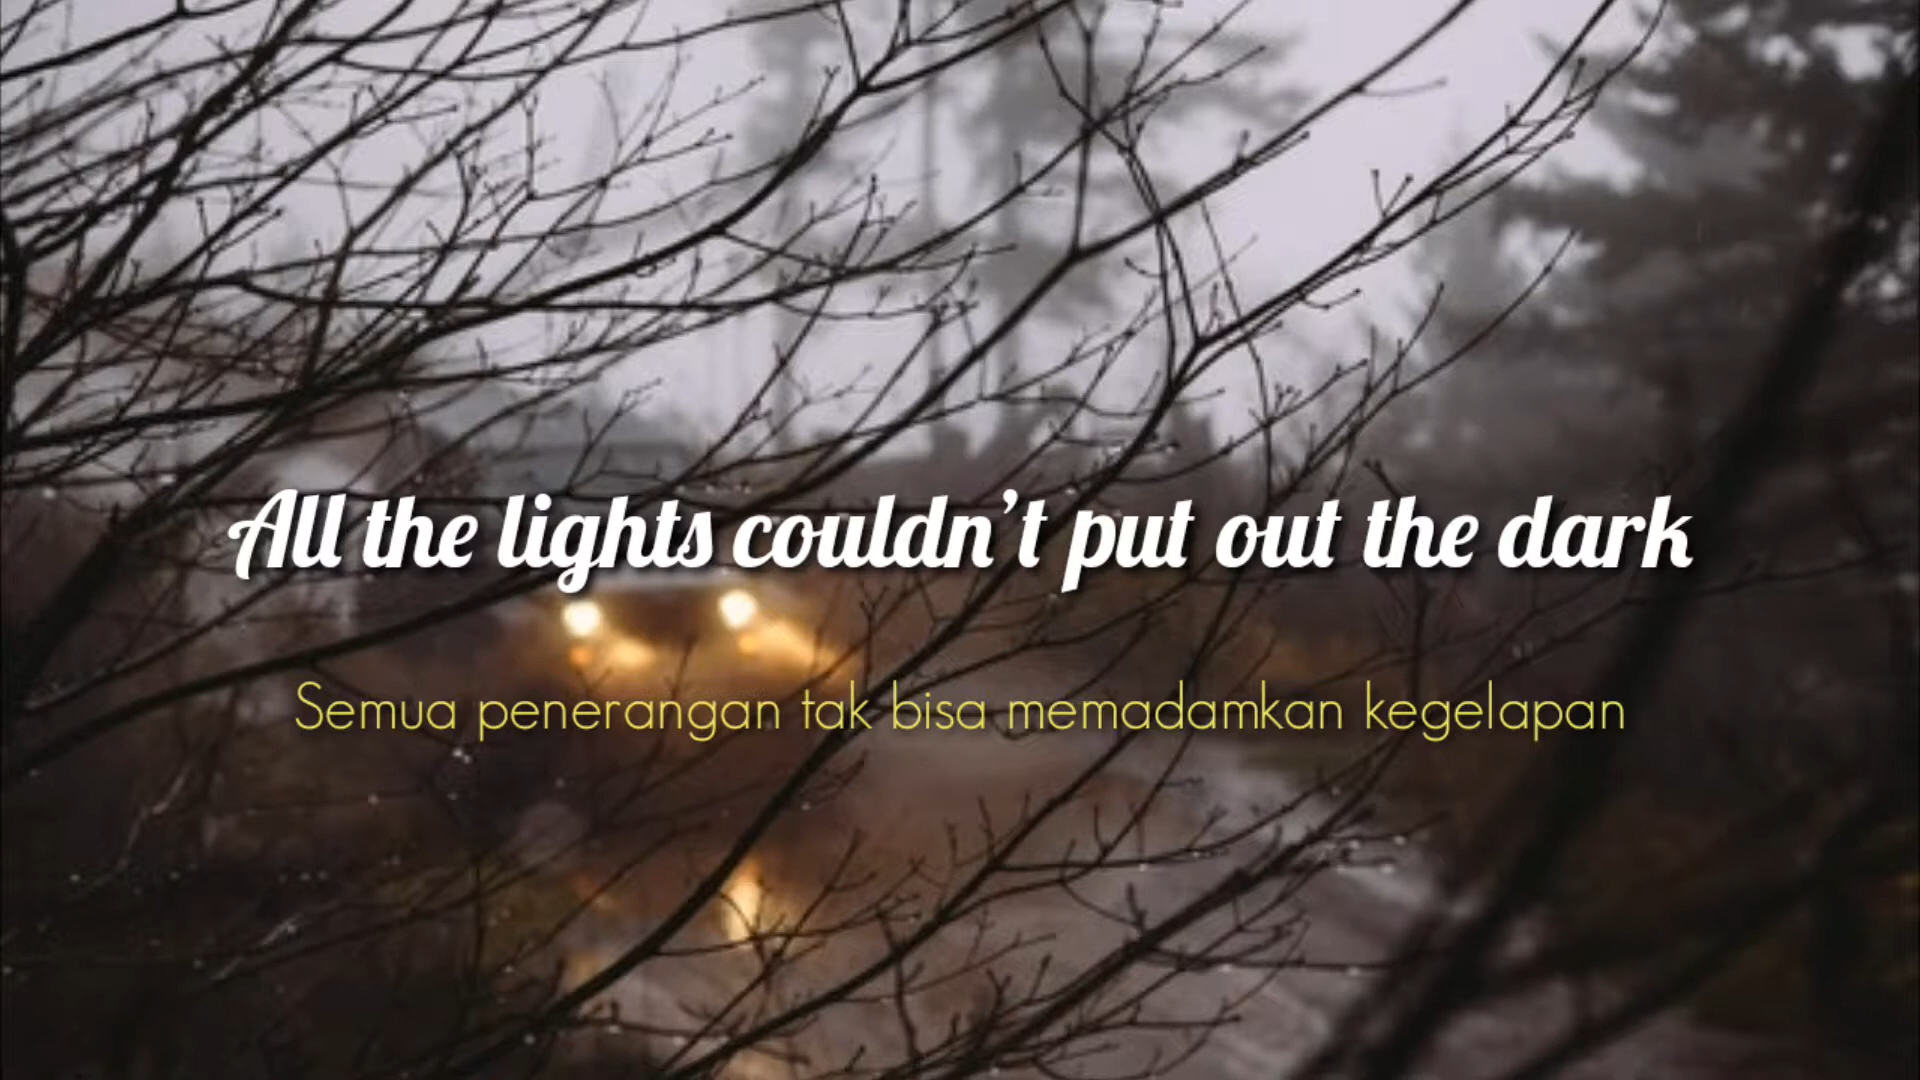 All the lights couldn't put out the dark
Semua penerangan tak bisa memadamkan kegelapan